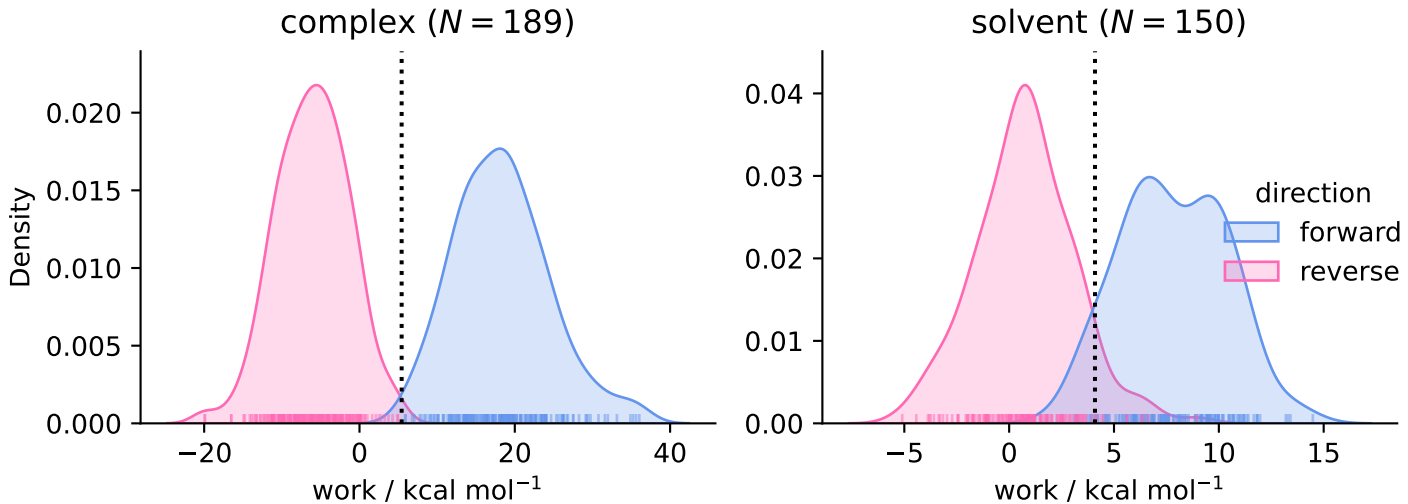 complex (N = 189)
Density
0.020
0.015
0.010
0.005
0.000
−20 0 20 40
work / kcal mol⁻¹
solvent (N = 150)
0.04
0.03
0.02
0.01
0.00
−5 0 5 10 15
work / kcal mol⁻¹
direction
forward
reverse